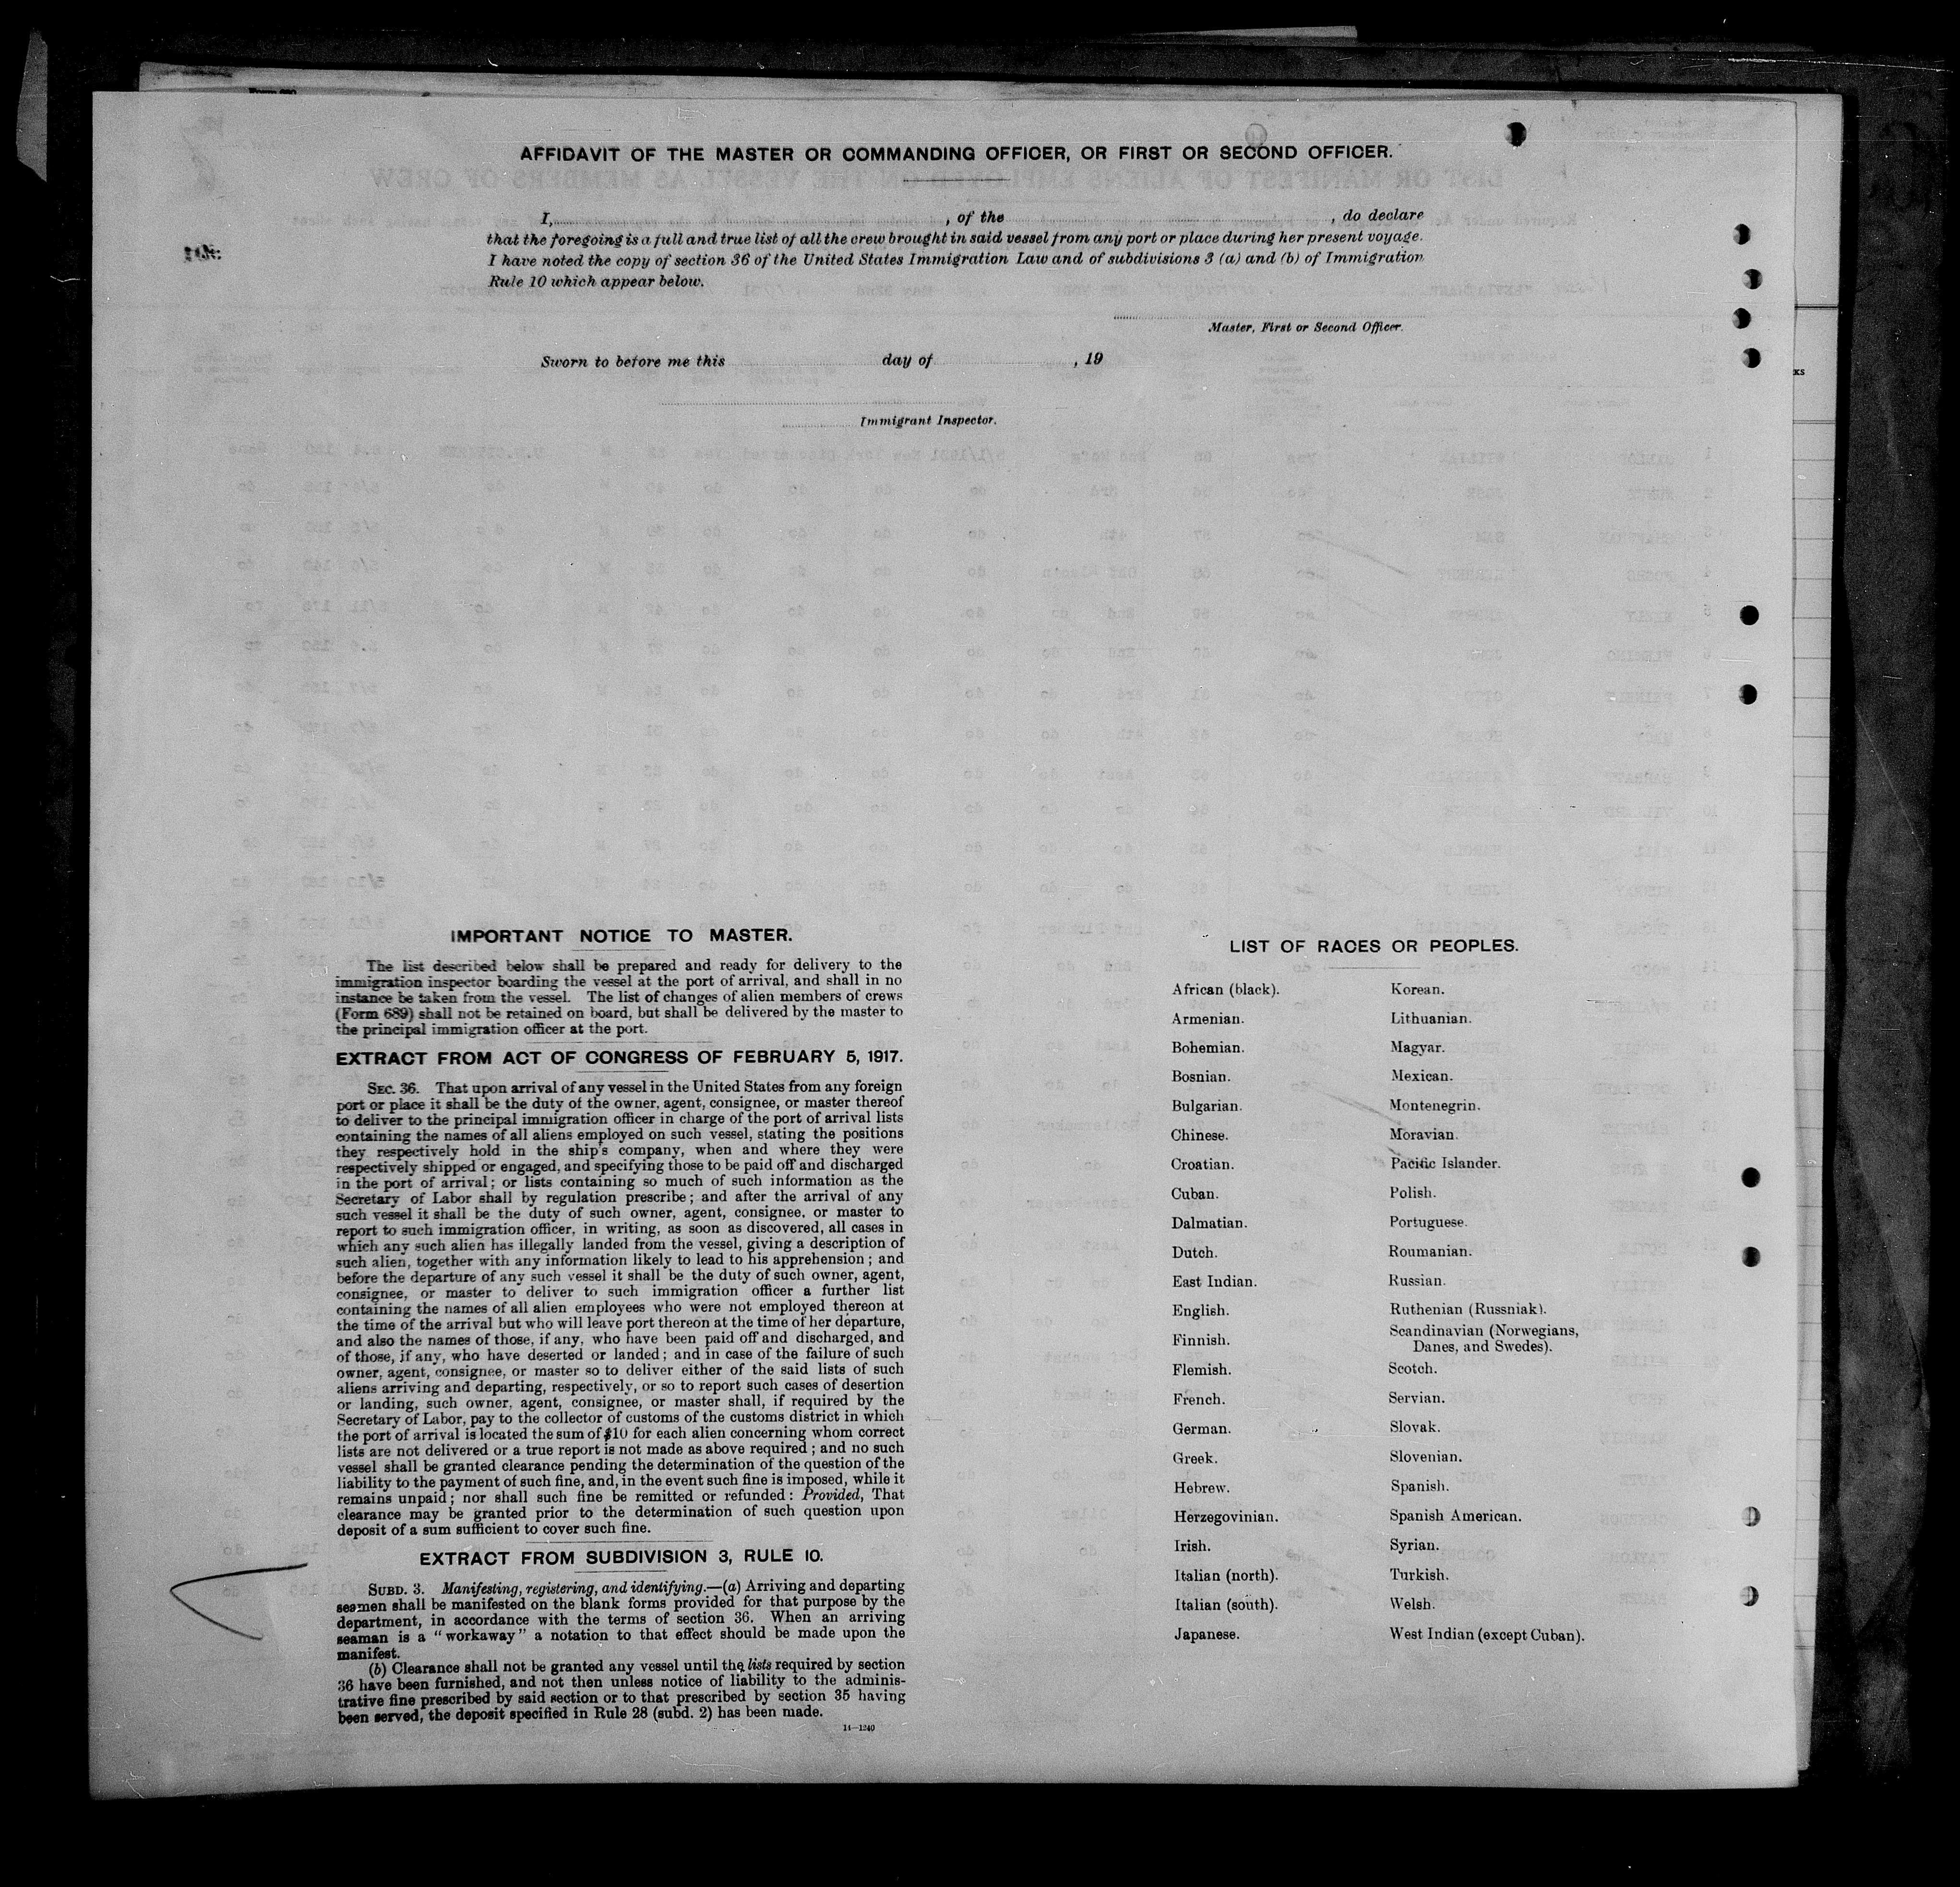 AFFIDAVIT OF THE MASTER OR COMMANDING OFFICER, OR FIRST OR SECOND OFFICER.
I, , of the , do declare
that the foregoing is a full and true list of all the crew brought in said vessel from any port or place during her present voyage.
I have noted the copy of section 36 of the United States Immigration Law and of subdivisions 3 (a) and (b) of Immigration
Rule 10 which appear below.
Master, First or Second Officer.
Sworn to before me this day of , 19
Immigrant Inspector.
IMPORTANT NOTICE TO MASTER.
The list described below shall be prepared and ready for delivery to the
immigration inspector boarding the vessel at the port of arrival, and shall in no
instance be taken from the vessel. The list of changes of alien members of crews
(Form 689) shall not be retained on board, but shall be delivered by the master to
the principal immigration officer at the port.
EXTRACT FROM ACT OF CONGRESS OF FEBRUARY 5, 1917.
SEC. 36. That upon arrival of any vessel in the United States from any foreign
port or place it shall be the duty of the owner, agent, consignee, or master thereof
to deliver to the principal immigration officer in charge of the port of arrival lists
containing the names of all aliens employed on such vessel, stating the positions
they respectively hold in the ship's company, when and where they were
respectively shipped or engaged, and specifying those to be paid off and discharged
in the port of arrival; or lists containing so much of such information as the
Secretary of Labor shall by regulation prescribe; and after the arrival of any
such vessel it shall be the duty of such owner, agent, consignee, or master to
report to such immigration officer, in writing, as soon as discovered, all cases in
which any such alien has illegally landed from the vessel, giving a description of
such alien, together with any information likely to lead to his apprehension; and
before the departure of any such vessel it shall be the duty of such owner, agent,
consignee, or master to deliver to such immigration officer a further list
containing the names of all alien employees who were not employed thereon at
the time of the arrival but who will leave port thereon at the time of her departure,
and also the names of those, if any, who have been paid off and discharged, and
of those, if any, who have deserted or landed; and in case of the failure of such
owner, agent, consignee, or master so to deliver either of the said lists of such
aliens arriving and departing, respectively, or so to report such cases of desertion
or landing, such owner, agent, consignee, or master shall, if required by the
Secretary of Labor, pay to the collector of customs of the customs district in which
the port of arrival is located the sum of $10 for each alien concerning whom correct
lists are not delivered or a true report is not made as above required; and no such
vessel shall be granted clearance pending the determination of the question of the
liability to the payment of such fine, and, in the event such fine is imposed, while it
remains unpaid; nor shall such fine be remitted or refunded: Provided, That
clearance may be granted prior to the determination of such question upon
deposit of a sum sufficient to cover such fine.
EXTRACT FROM SUBDIVISION 3, RULE 10.
SUBD. 3. Manifesting, registering, and identifying.—(a) Arriving and departing
seamen shall be manifested on the blank forms provided for that purpose by the
department, in accordance with the terms of section 36. When an arriving
seaman is a "workaway" a notation to that effect should be made upon the
manifest.
(b) Clearance shall not be granted any vessel until the lists required by section
36 have been furnished, and not then unless notice of liability to the adminis-
trative fine prescribed by said section or to that prescribed by section 35 having
been served, the deposit specified in Rule 28 (subd. 2) has been made.
14—1240
LIST OF RACES OR PEOPLES.
African (black).
Armenian.
Bohemian.
Bosnian.
Bulgarian.
Chinese.
Croatian.
Cuban.
Dalmatian.
Dutch.
East Indian.
English.
Finnish.
Flemish.
French.
German.
Greek.
Hebrew.
Herzegovinian.
Irish.
Italian (north).
Italian (south).
Japanese.
Korean.
Lithuanian.
Magyar.
Mexican.
Montenegrin.
Moravian.
Pacific Islander.
Polish.
Portuguese.
Roumanian.
Russian.
Ruthenian (Russniak).
Scandinavian (Norwegians,
Danes, and Swedes).
Scotch.
Servian.
Slovak.
Slovenian.
Spanish.
Spanish American.
Syrian.
Turkish.
Welsh.
West Indian (except Cuban).